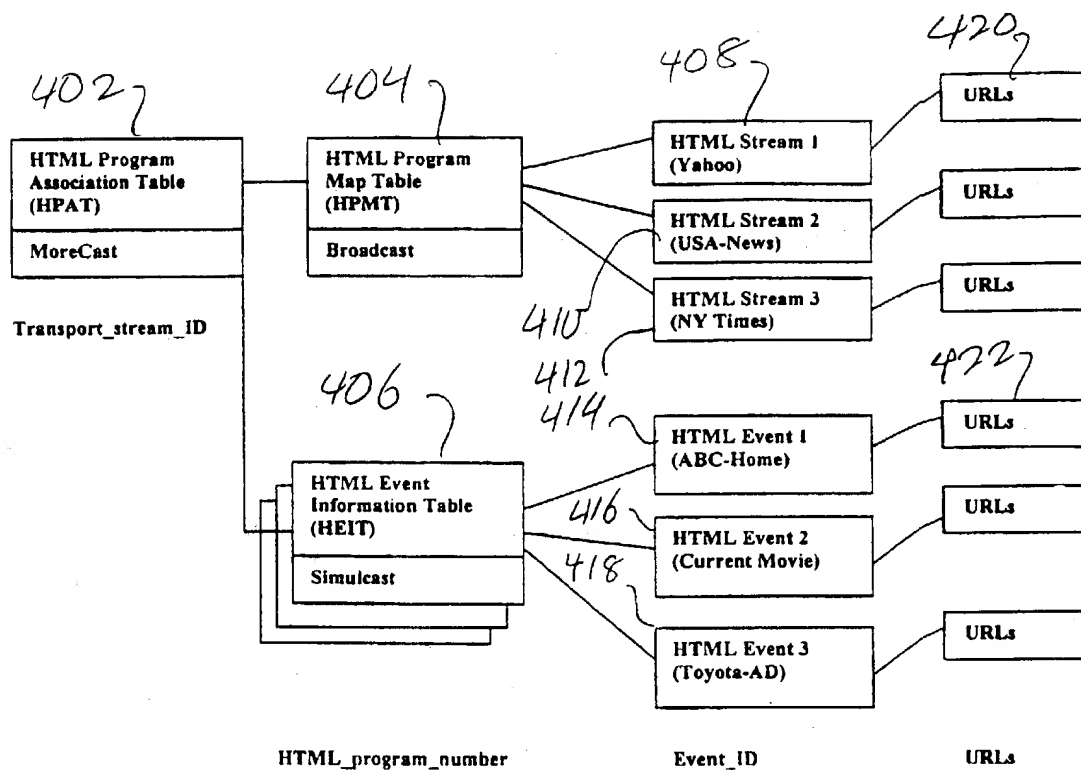 402
404
408
420
HTML Program
Association Table
(HPAT)
MoreCast
Transport_stream_ID
HTML Program
Map Table
(HPMT)
Broadcast
HTML Stream 1
(Yahoo)
URLs
HTML Stream 2
(USA-News)
URLs
HTML Stream 3
(NY Times)
URLs
410
412
406
414
422
HTML Event
Information Table
(HEIT)
Simulcast
HTML Event 1
(ABC-Home)
URLs
416
HTML Event 2
(Current Movie)
URLs
418
HTML Event 3
(Toyota-AD)
URLs
HTML_program_number
Event_ID
URLs